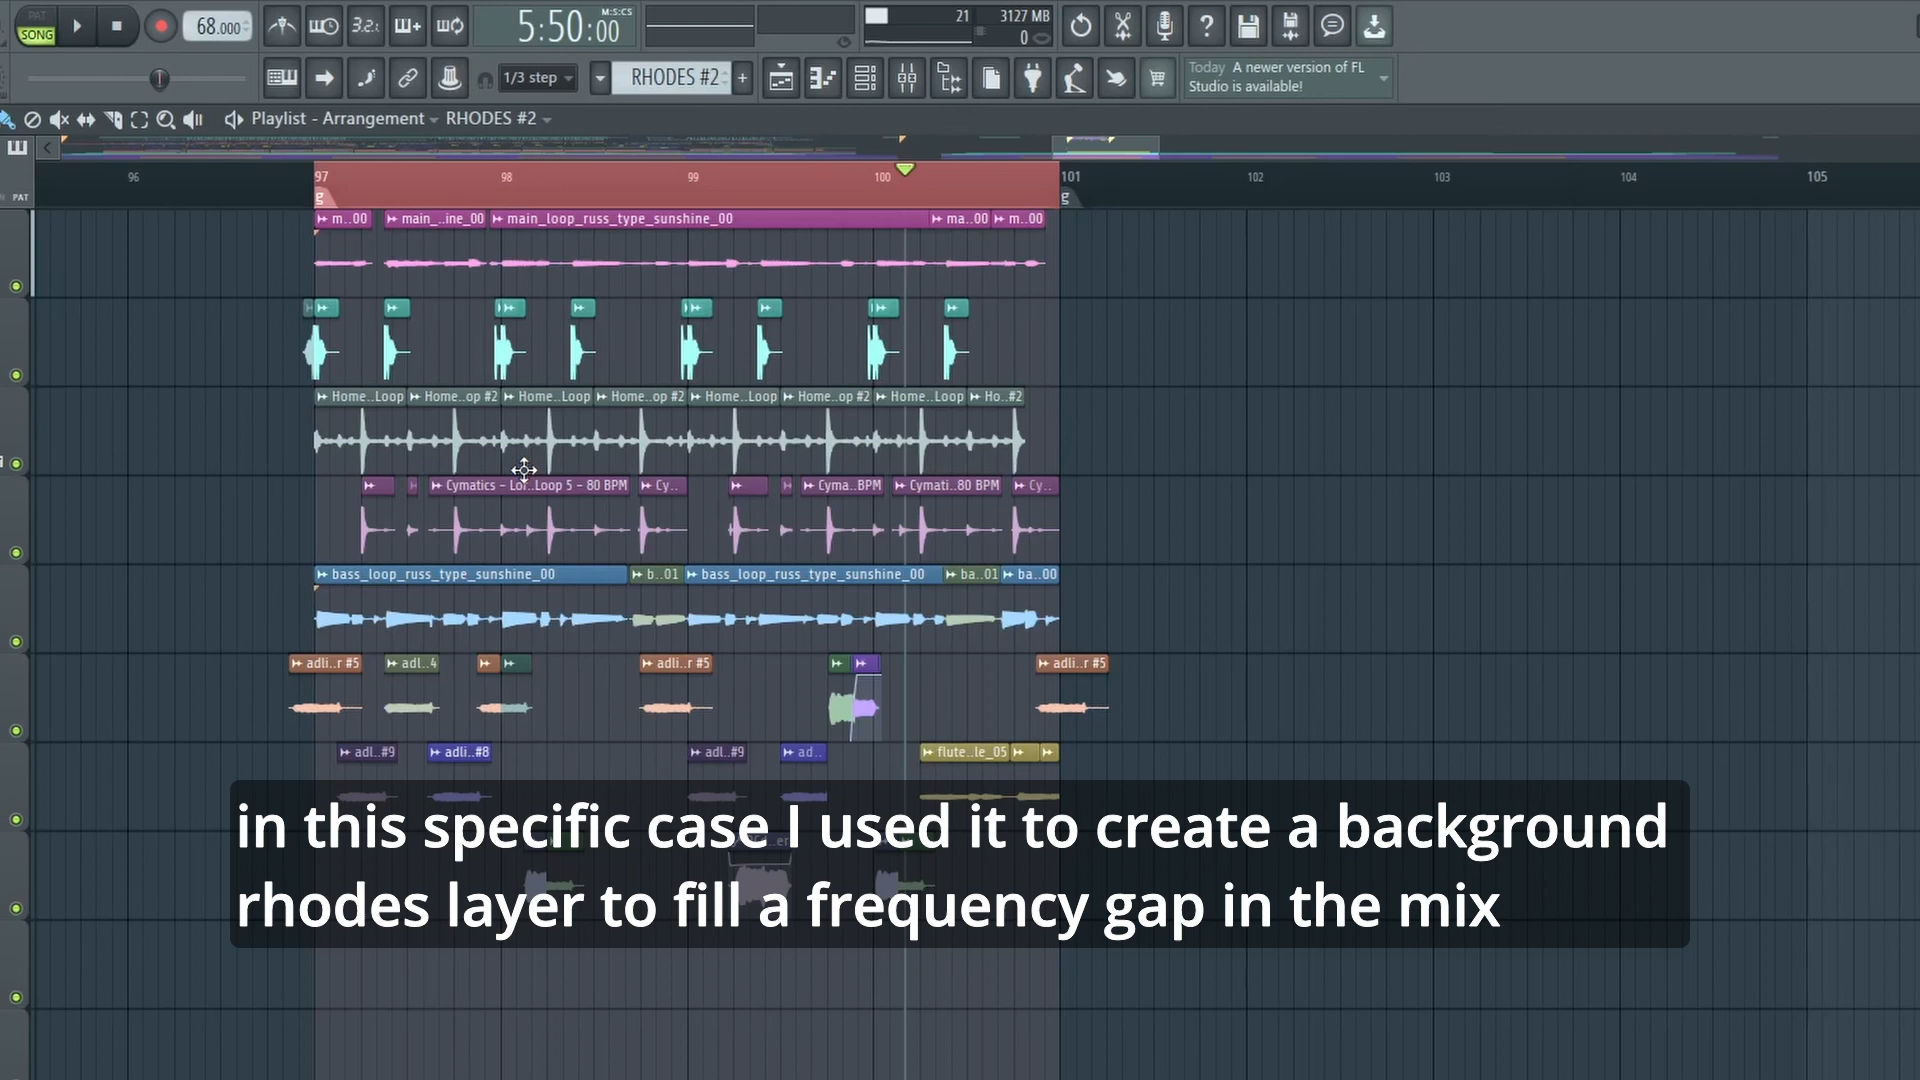 PAT
SONG
68.000
3.2:
5:50:00
M:S:CS
21
3127 MB
0
1/3 step
RHODES #2
+
Today A newer version of FL
Studio is available!
Playlist - Arrangement RHODES #2
PAT
96
97
98
99
100
101
102
103
104
105
g
g
m..00
main_..ine_00
main_loop_russ_type_sunshine_00
ma..00
m..00
Home..Loop
Home..op #2
Home..Loop
Home..op #2
Home..Loop
Home..op #2
Home..Loop
Ho..#2
Cymatics - Lof..Loop 5 - 80 BPM
Cy..
Cyma..BPM
Cymati..80 BPM
Cy..
bass_loop_russ_type_sunshine_00
b..01
bass_loop_russ_type_sunshine_00
ba..01
ba..00
adli..r #5
adl..4
adli..r #5
adli..r #5
adl..#9
adli..#8
adl..#9
ad..
flute..le_05
in this specific case I used it to create a background
rhodes layer to fill a frequency gap in the mix